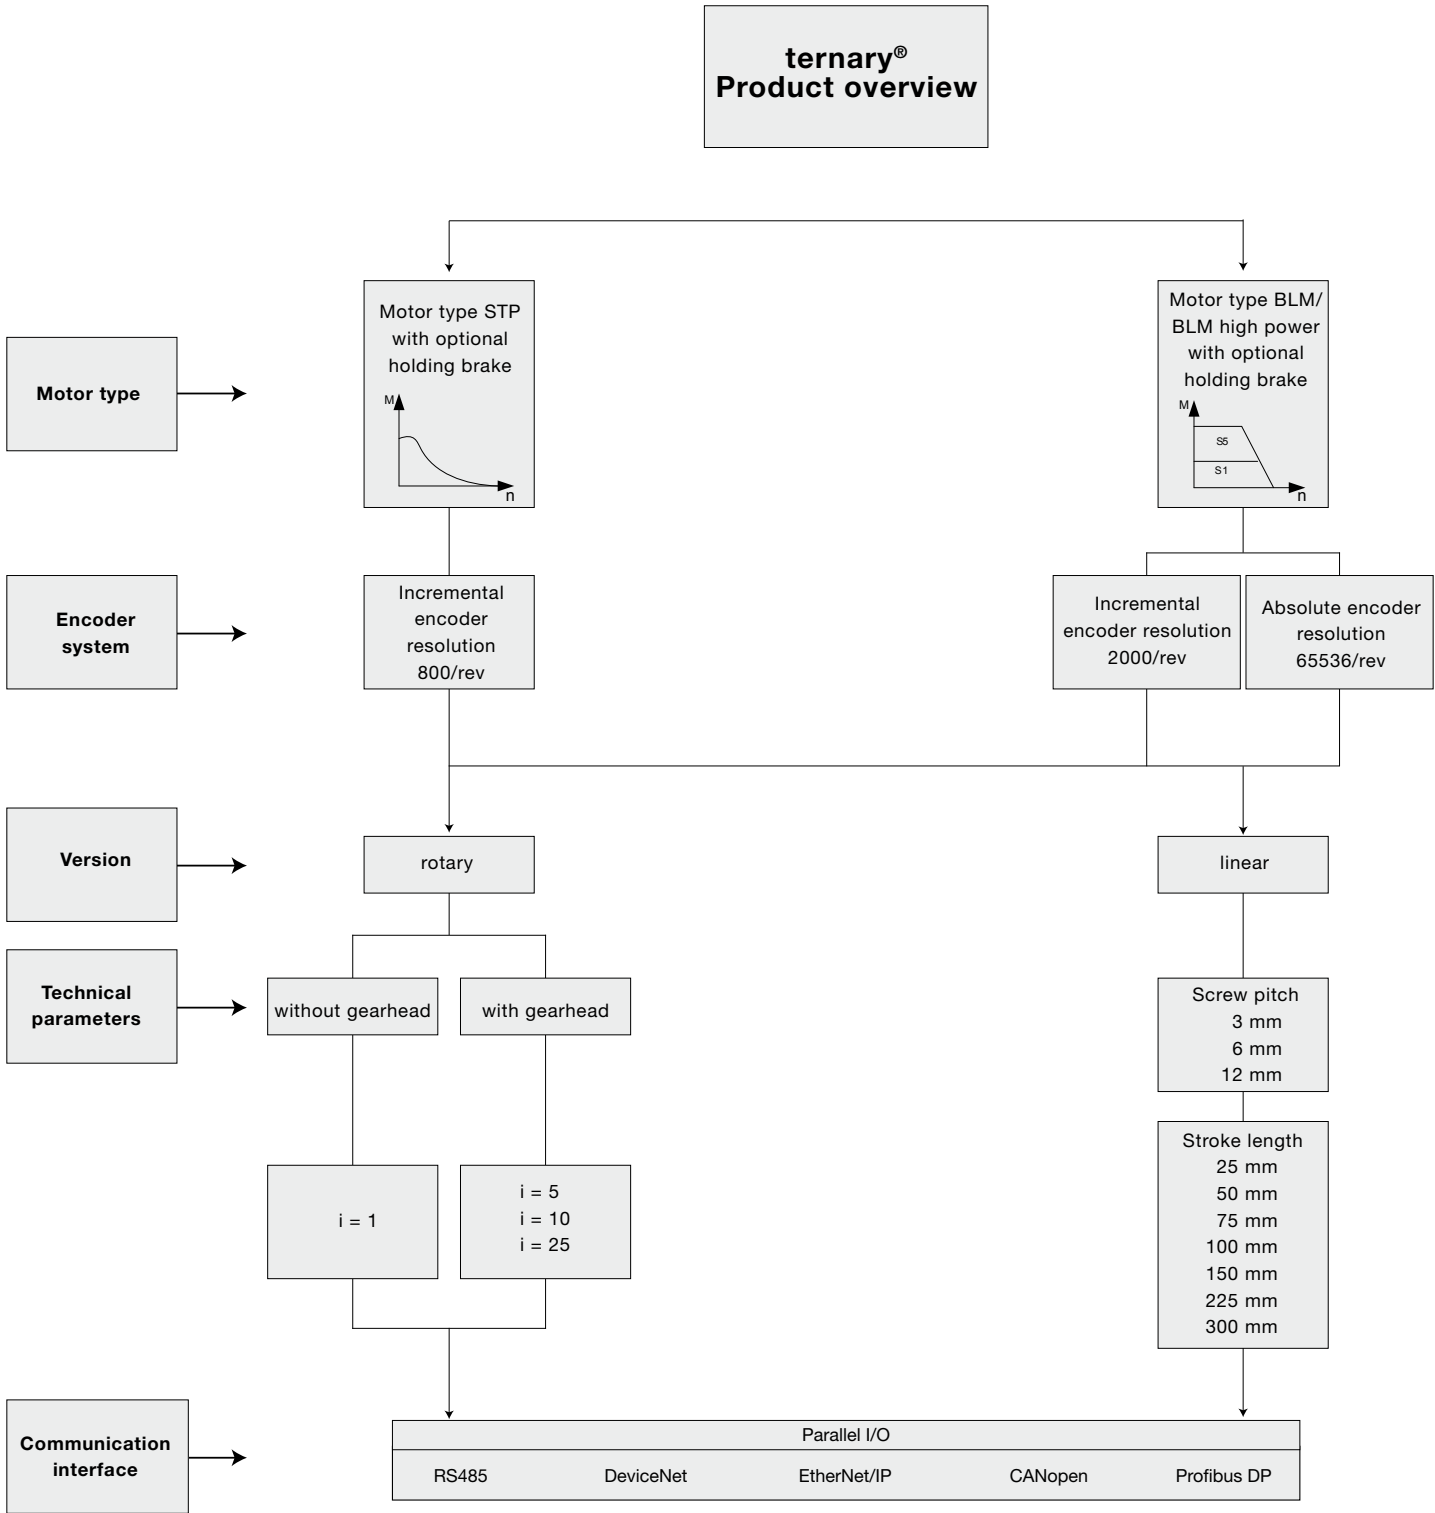 ternary®
Product overview
Motor type
Motor type STP
with optional
holding brake
M
n
Motor type BLM/
BLM high power
with optional
holding brake
M
S5
S1
n
Encoder
system
Incremental
encoder
resolution
800/rev
Incremental
encoder resolution
2000/rev
Absolute encoder
resolution
65536/rev
Version
rotary
linear
Technical
parameters
without gearhead
with gearhead
Screw pitch
3 mm
6 mm
12 mm
i = 1
i = 5
i = 10
i = 25
Stroke length
25 mm
50 mm
75 mm
100 mm
150 mm
225 mm
300 mm
Communication
interface
Parallel I/O
RS485 DeviceNet EtherNet/IP CANopen Profibus DP